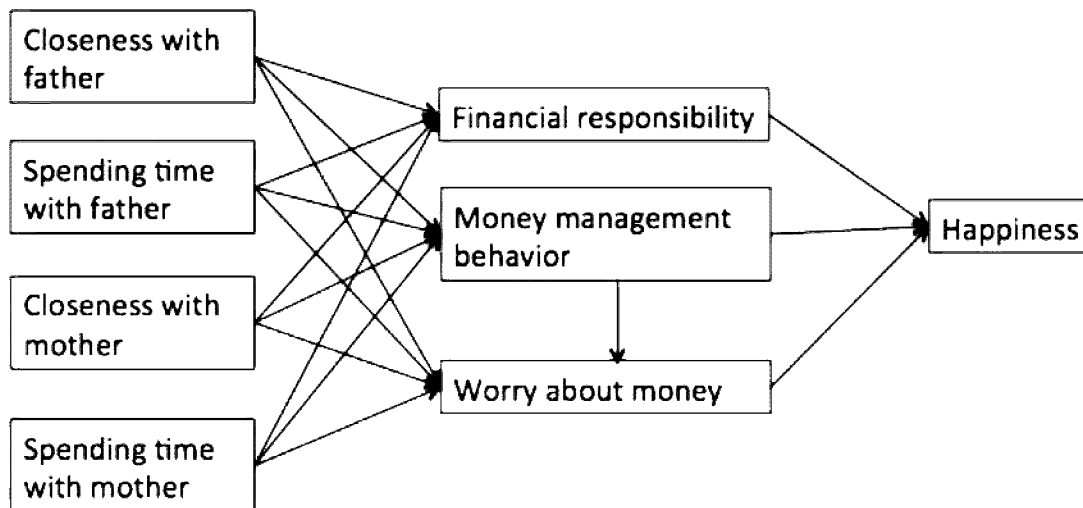 Closeness with
father
Spending time
with father
Closeness with
mother
Spending time
with mother
Financial responsibility
Money management
behavior
Worry about money
Happiness